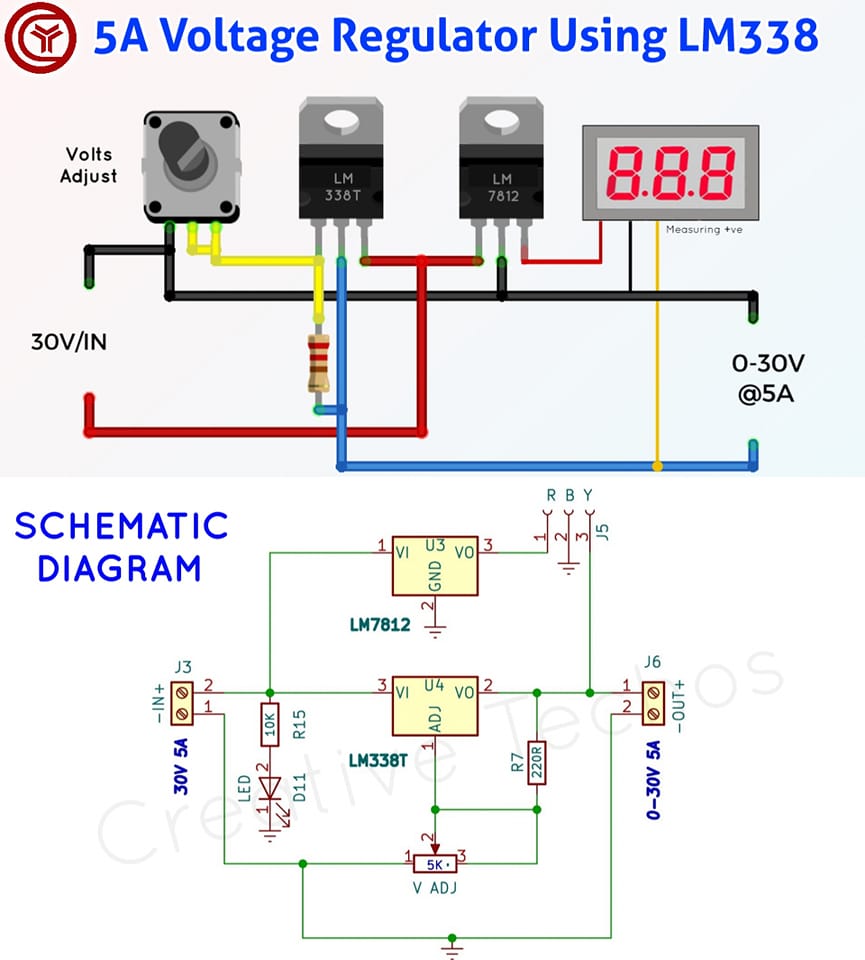 5A Voltage Regulator Using LM338
Volts
Adjust
LM
338T
LM
7812
8.8.8
Measuring +ve
30V/IN
0-30V
@5A
SCHEMATIC
DIAGRAM
R B Y
1 2 3 J5
1 VI U3 VO 3
GND
2
LM7812
J3
J6
-IN+
2
1
30V 5A
3 VI U4 VO 2
ADJ
1
LM338T
1
2
-OUT+
0-30V 5A
10K R15
R7 220R
LED
2
1
D11
2
1 5K 3
V ADJ
Creative Techos